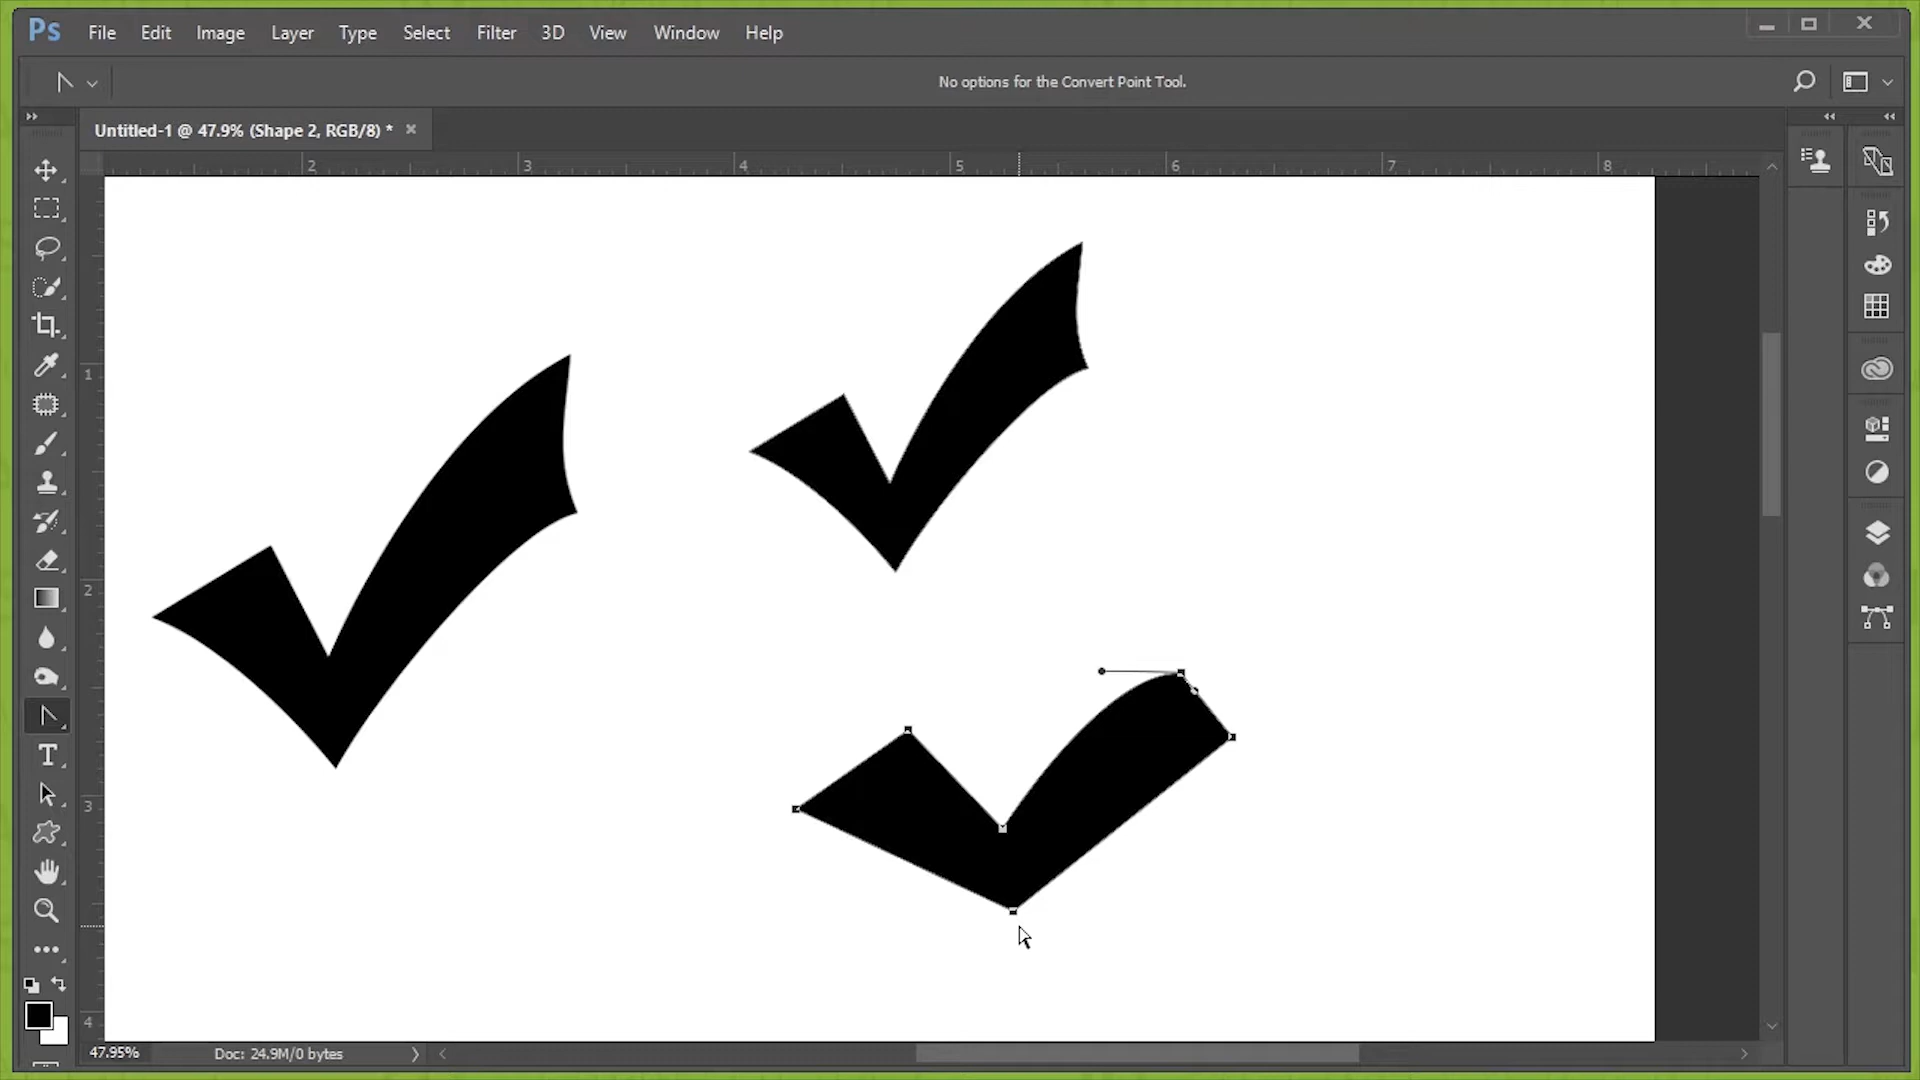 Ps File Edit Image Layer Type Select Filter 3D View Window Help
No options for the Convert Point Tool.
Untitled-1 @ 47.9% (Shape 2, RGB/8) * ×
2 3 4 5 6 7 8
1
2
3
4
T
47.95% Doc: 24.9M/0 bytes